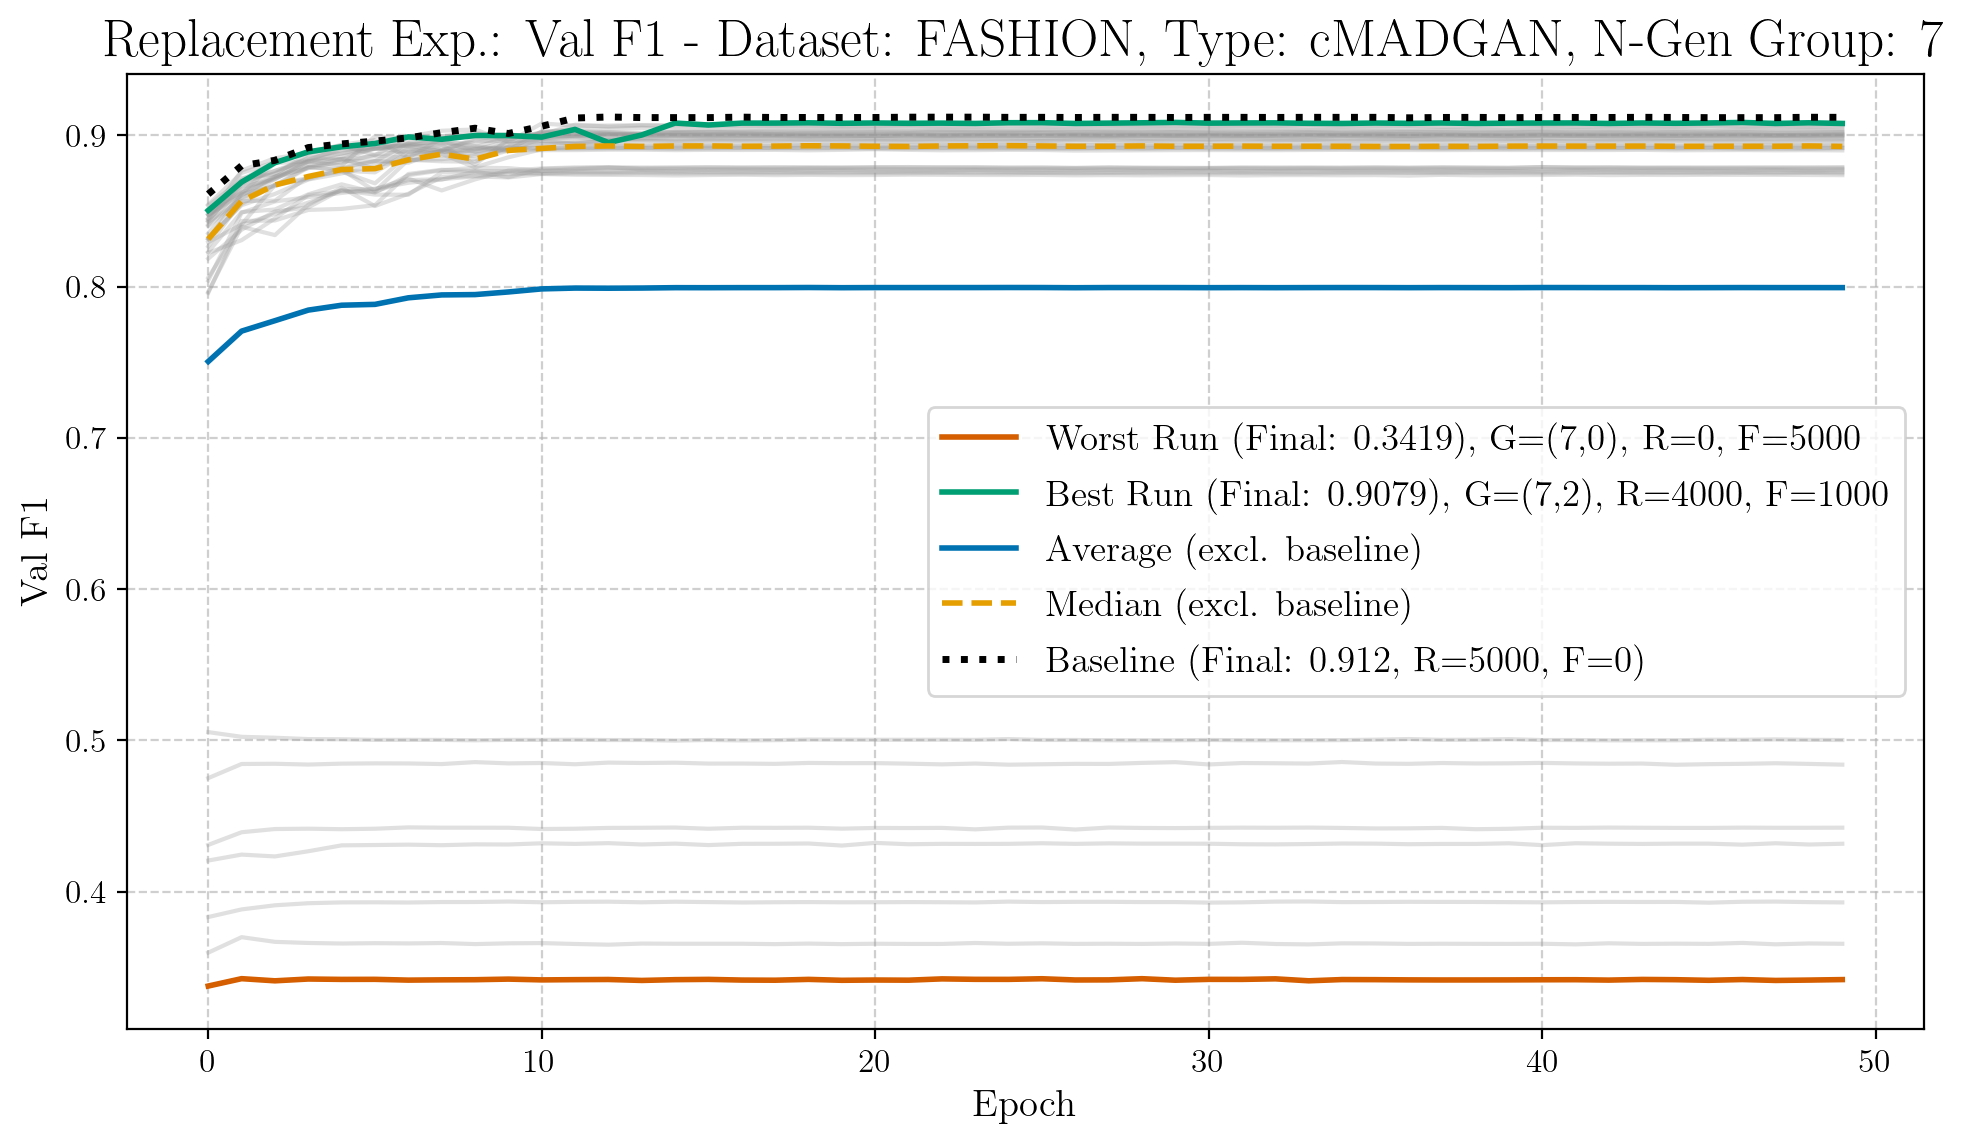 Replacement Exp.: Val F1 - Dataset: FASHION, Type: cMADGAN, N-Gen Group: 7
Val F1
0.9
0.8
0.7
0.6
0.5
0.4
Worst Run (Final: 0.3419), G=(7,0), R=0, F=5000
Best Run (Final: 0.9079), G=(7,2), R=4000, F=1000
Average (excl. baseline)
Median (excl. baseline)
Baseline (Final: 0.912, R=5000, F=0)
0 10 20 30 40 50
Epoch